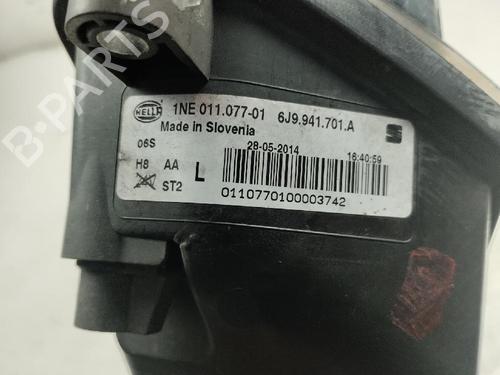 HELLA 1NE 011.077-01 6J9.941.701.A
Made in Slovenia
06S 28-05-2014 16:40:59
H8 AA L
ST2
0110770100003742
B-PARTS
B-PARTS